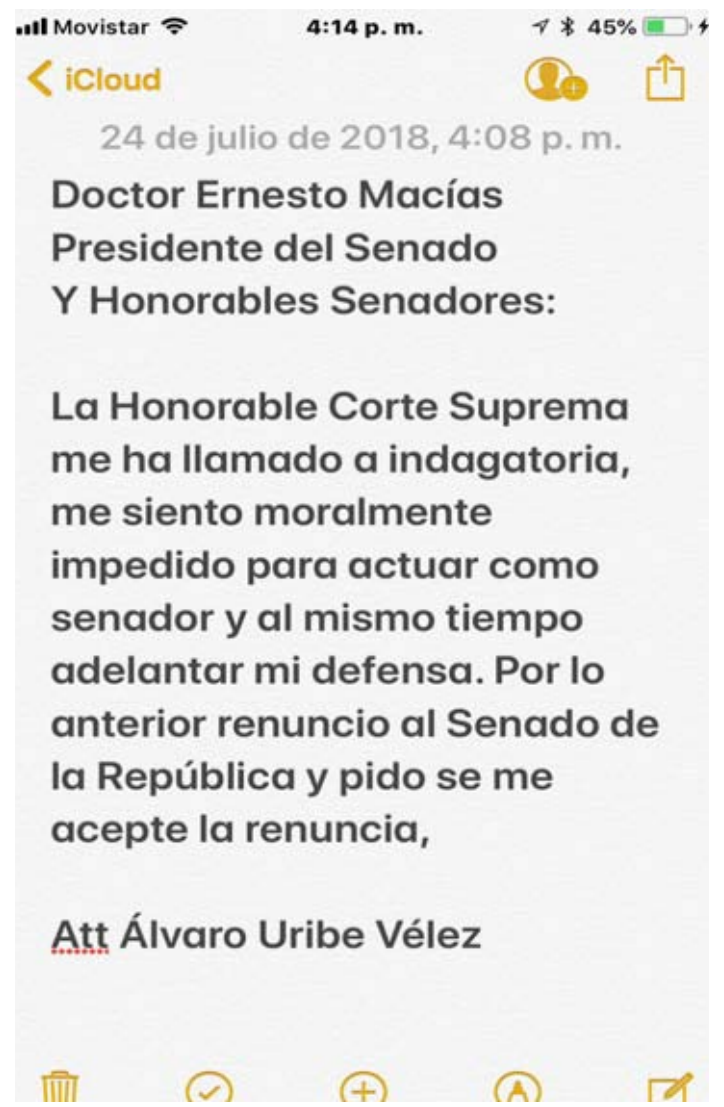 Movistar 4:14 p. m. 45%
iCloud
24 de julio de 2018, 4:08 p. m.
Doctor Ernesto Macías
Presidente del Senado
Y Honorables Senadores:
La Honorable Corte Suprema
me ha llamado a indagatoria,
me siento moralmente
impedido para actuar como
senador y al mismo tiempo
adelantar mi defensa. Por lo
anterior renuncio al Senado de
la República y pido se me
acepte la renuncia,
Att Álvaro Uribe Vélez